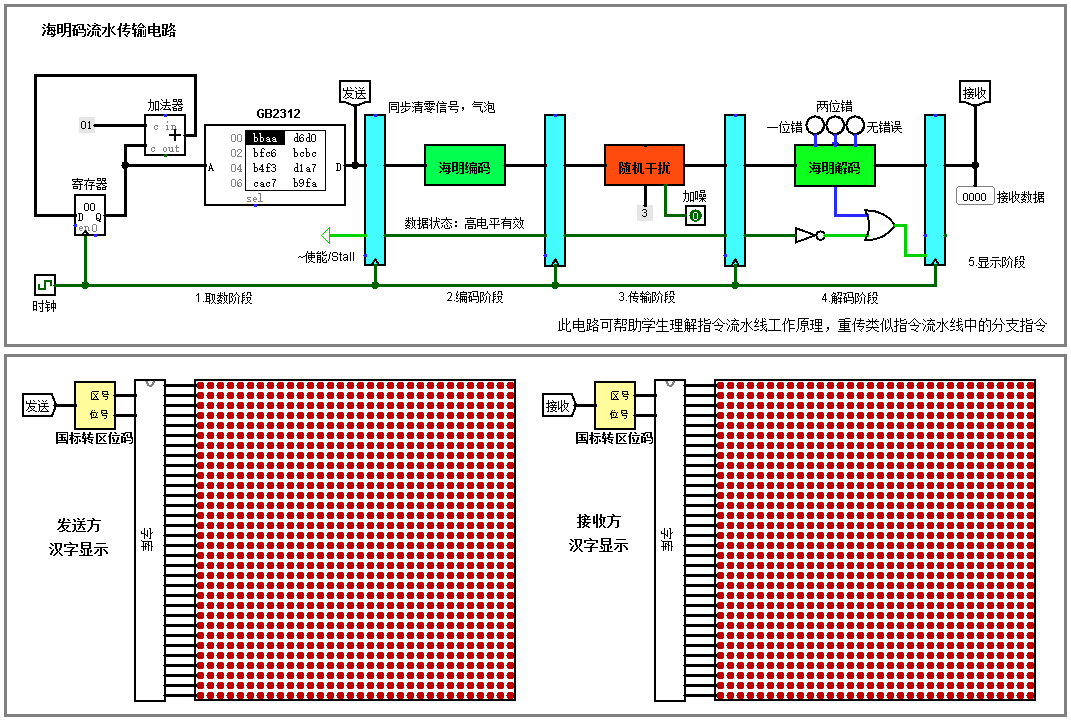 海明码流水传输电路
发送
接收
GB2312
同步清零信号，气泡
加法器
两位错
01
c in
+
c out
一位错
无错误
00 bbaa d6d0
02 bfc6 bcbc
04 b4f3 d1a7
06 cac7 b9fa
A
D
sel
海明编码
随机干扰
海明解码
寄存器
00
D Q
en0
加噪
3
0
0000
接收数据
数据状态：高电平有效
~使能/Stall
5.显示阶段
时钟
1.取数阶段
2.编码阶段
3.传输阶段
4.解码阶段
此电路可帮助学生理解指令流水线工作原理，重传类似指令流水线中的分支指令
发送
区号
位号
国标转区位码
发送方
汉字显示
字库
接收
区号
位号
国标转区位码
接收方
汉字显示
字库